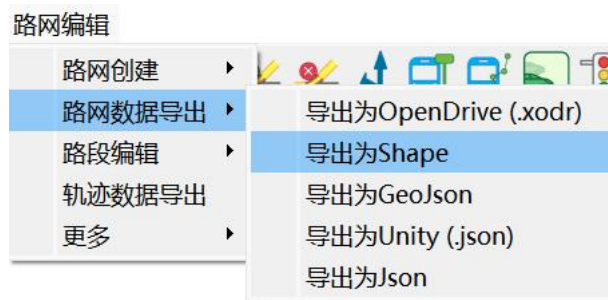 路网编辑
路网创建
路网数据导出
路段编辑
轨迹数据导出
更多
导出为OpenDrive (.xodr)
导出为Shape
导出为GeoJson
导出为Unity (.json)
导出为Json